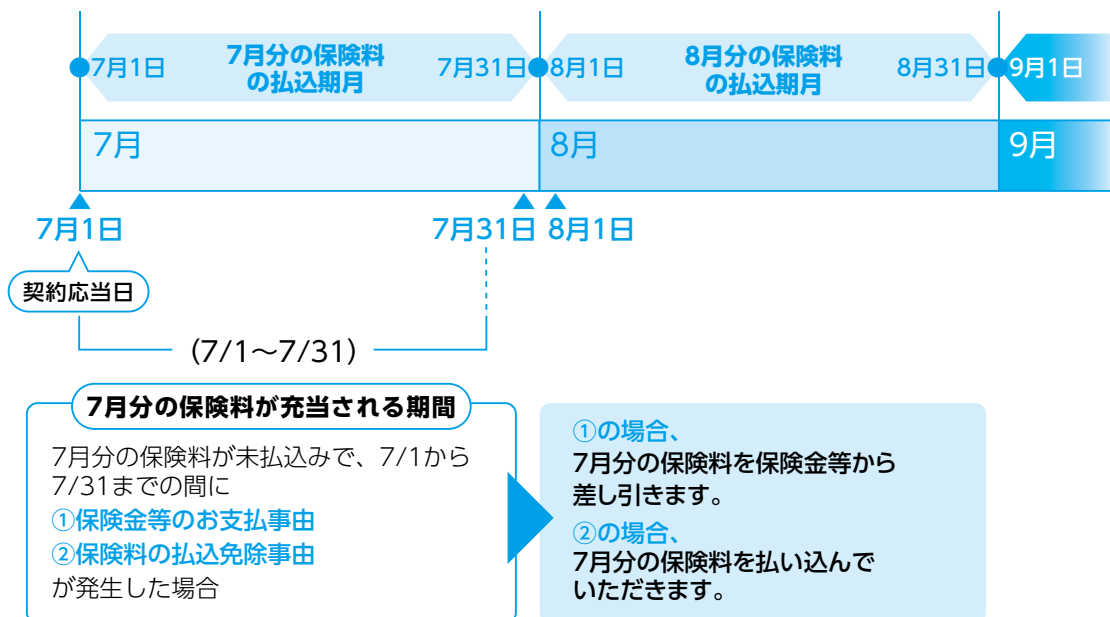 7月1日
7月分の保険料
の払込期月
7月31日
8月1日
8月分の保険料
の払込期月
8月31日
9月1日
7月
8月
9月
7月1日
7月31日
8月1日
契約応当日
(7/1〜7/31)
7月分の保険料が充当される期間
7月分の保険料が未払込みで、7/1から
7/31までの間に
①保険金等のお支払事由
②保険料の払込免除事由
が発生した場合
①の場合、
7月分の保険料を保険金等から
差し引きます。
②の場合、
7月分の保険料を払い込んで
いただきます。